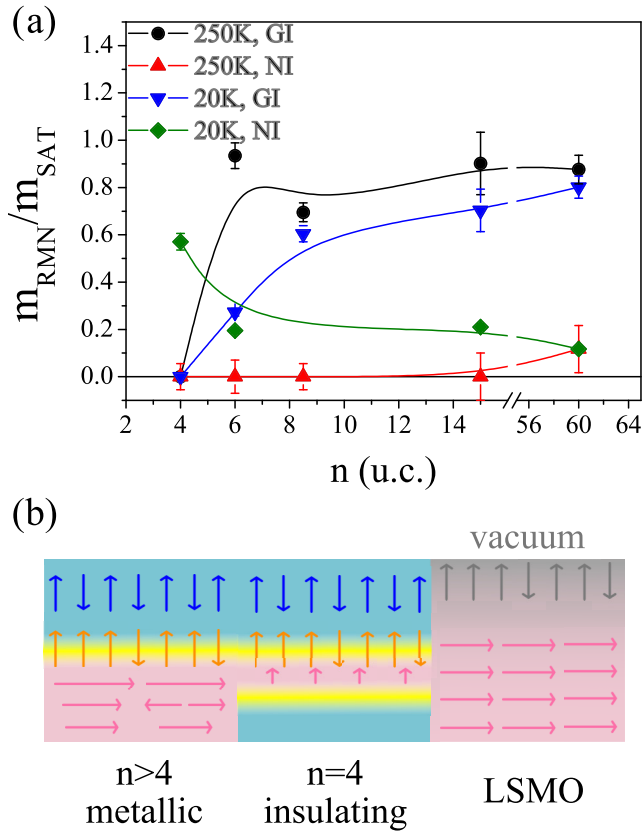 (a)
m_RMN/m_SAT
1.4
1.2
1.0
0.8
0.6
0.4
0.2
0.0
250K, GI
250K, NI
20K, GI
20K, NI
2 4 6 8 10 12 14 56 60 64
n (u.c.)
(b)
vacuum
n>4
metallic
n=4
insulating
LSMO